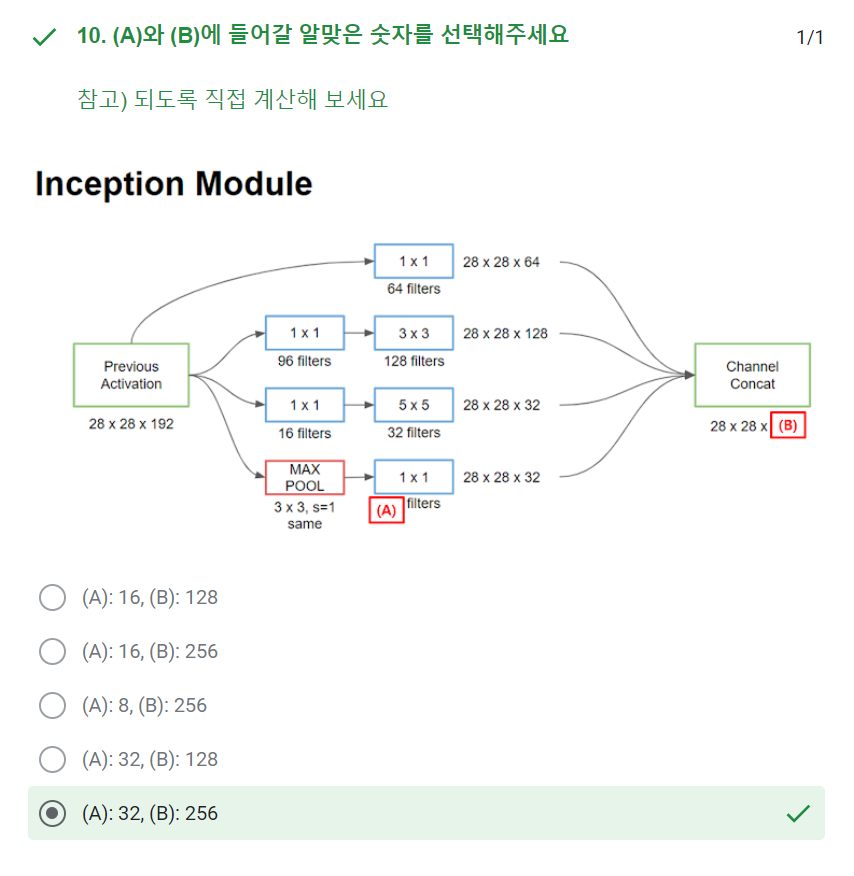 10. (A)와 (B)에 들어갈 알맞은 숫자를 선택해주세요
1/1
참고) 되도록 직접 계산해 보세요
Inception Module
1 x 1
28 x 28 x 64
64 filters
1 x 1
3 x 3
28 x 28 x 128
96 filters
128 filters
Previous
Activation
28 x 28 x 192
1 x 1
5 x 5
28 x 28 x 32
16 filters
32 filters
MAX
POOL
3 x 3, s=1
same
1 x 1
28 x 28 x 32
(A) filters
Channel
Concat
28 x 28 x (B)
(A): 16, (B): 128
(A): 16, (B): 256
(A): 8, (B): 256
(A): 32, (B): 128
(A): 32, (B): 256